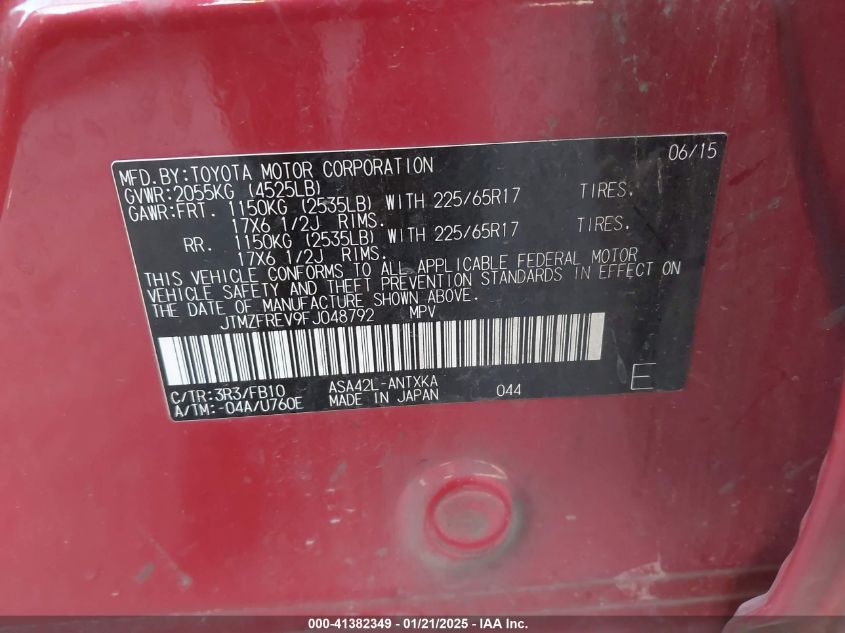 MFD.BY:TOYOTA MOTOR CORPORATION 06/15
GVWR:2055KG (4525LB)
GAWR:FRT. 1150KG (2535LB) WITH 225/65R17 TIRES.
17X6 1/2J RIMS.
RR. 1150KG (2535LB) WITH 225/65R17 TIRES.
17X6 1/2J RIMS.
THIS VEHICLE CONFORMS TO ALL APPLICABLE FEDERAL MOTOR
VEHICLE SAFETY AND THEFT PREVENTION STANDARDS IN EFFECT ON
THE DATE OF MANUFACTURE SHOWN ABOVE.
JTMZFREV9FJ048792 MPV
C/TR:3R3/FB10 ASA42L-ANTXKA
A/TM:-04A/U760E MADE IN JAPAN 044 E
000-41382349 — 01/21/2025 — IAA Inc.